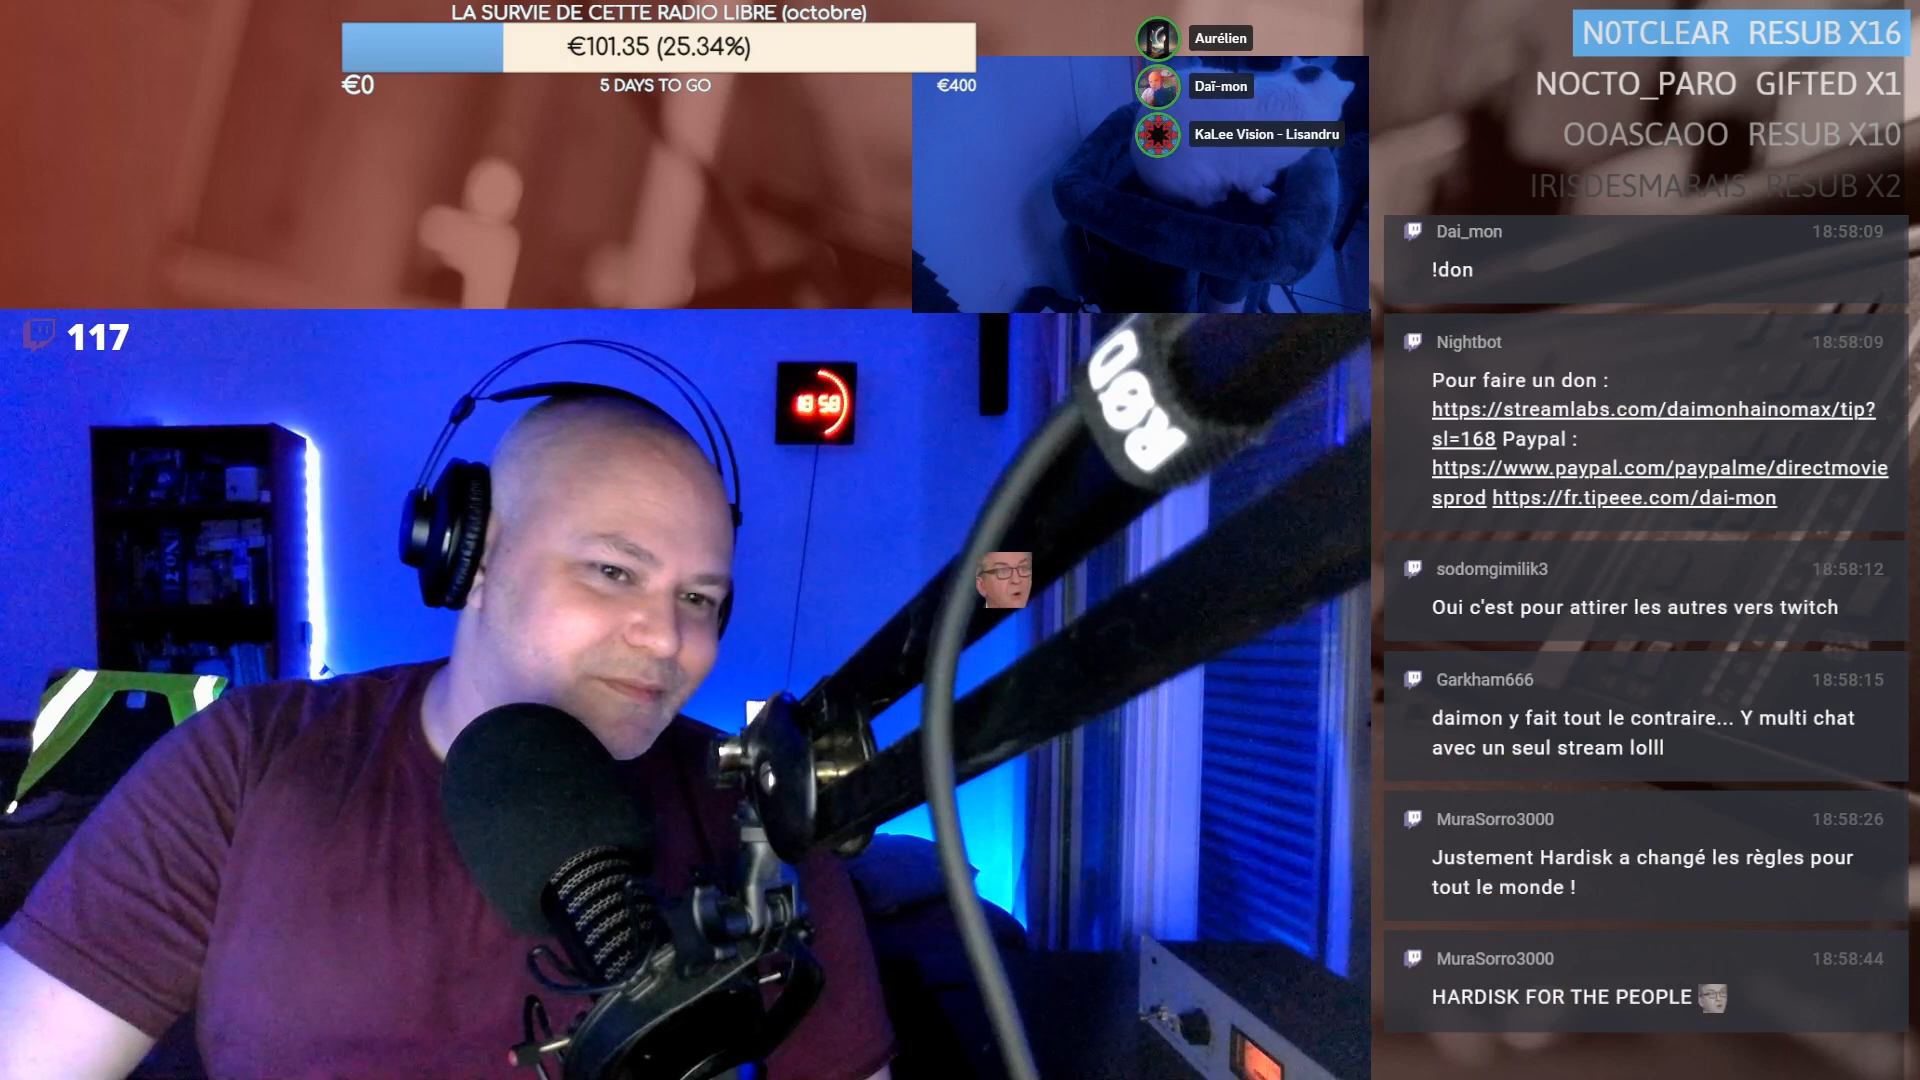 LA SURVIE DE CETTE RADIO LIBRE (octobre)
€101.35 (25.34%)
€0
5 DAYS TO GO
€400
Aurélien
Daï-mon
KaLee Vision - Lisandru
N0TCLEAR RESUB X16
NOCTO_PARO GIFTED X1
OOASCAOO RESUB X10
IRISDESMARAIS RESUB X2
117
18:58
Dai_mon 18:58:09
!don
Nightbot 18:58:09
Pour faire un don :
https://streamlabs.com/daimonhainomax/tip?
sl=168 Paypal :
https://www.paypal.com/paypalme/directmovie
sprod https://fr.tipeee.com/dai-mon
sodomgimilik3 18:58:12
Oui c'est pour attirer les autres vers twitch
Garkham666 18:58:15
daimon y fait tout le contraire... Y multi chat
avec un seul stream lolll
MuraSorro3000 18:58:26
Justement Hardisk a changé les règles pour
tout le monde !
MuraSorro3000 18:58:44
HARDISK FOR THE PEOPLE